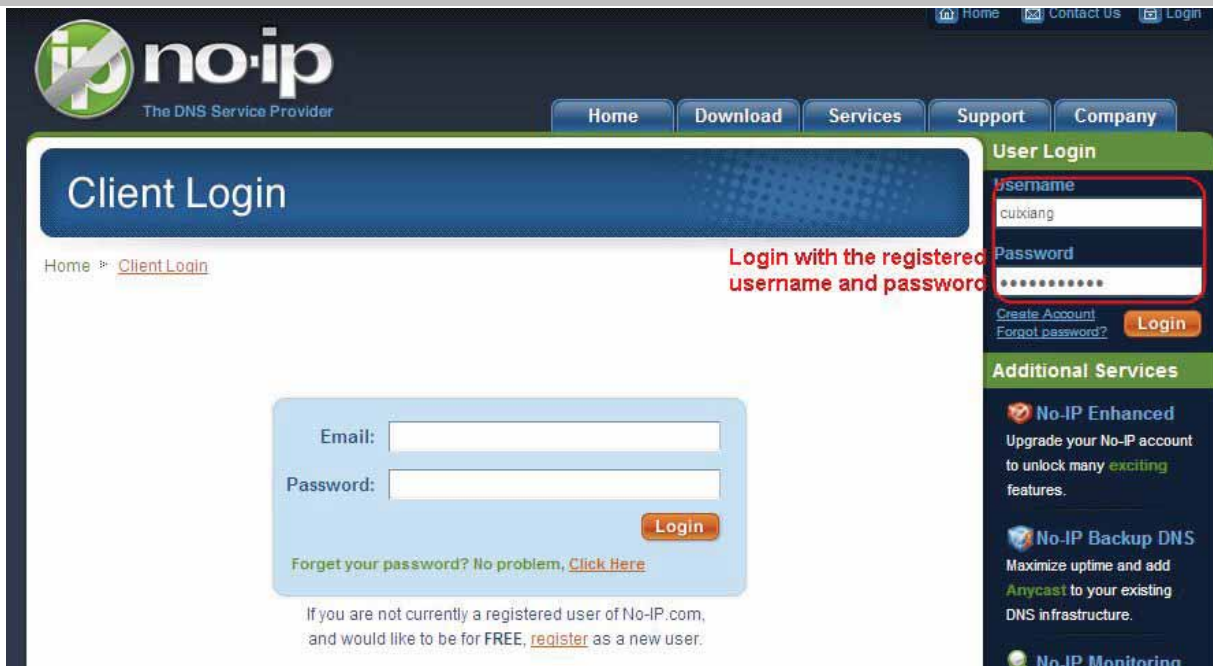 Home Contact Us Login
ip no·ip
The DNS Service Provider
Home Download Services Support Company
Client Login
Home Client Login
Login with the registered
username and password
User Login
Username
cuixiang
Password
Create Account
Forgot password?
Login
Email:
Password:
Login
Forget your password? No problem, Click Here
If you are not currently a registered user of No-IP.com,
and would like to be for FREE, register as a new user.
Additional Services
No-IP Enhanced
Upgrade your No-IP account
to unlock many exciting
features.
No-IP Backup DNS
Maximize uptime and add
Anycast to your existing
DNS infrastructure.
No-IP Monitoring